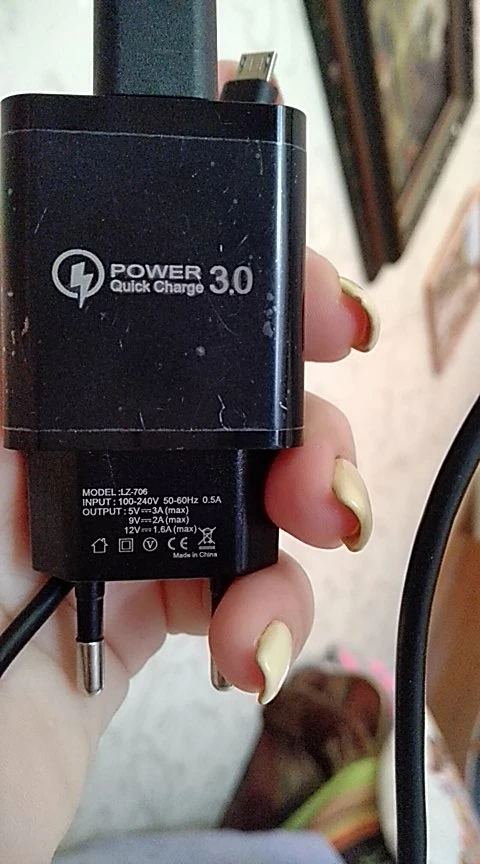 POWER
Quick Charge 3.0
MODEL :LZ-706
INPUT : 100-240V 50-60Hz 0.5A
OUTPUT : 5V⎓3A (max)
9V⎓2A (max)
12V⎓1.6A (max)
V CE
Made in China